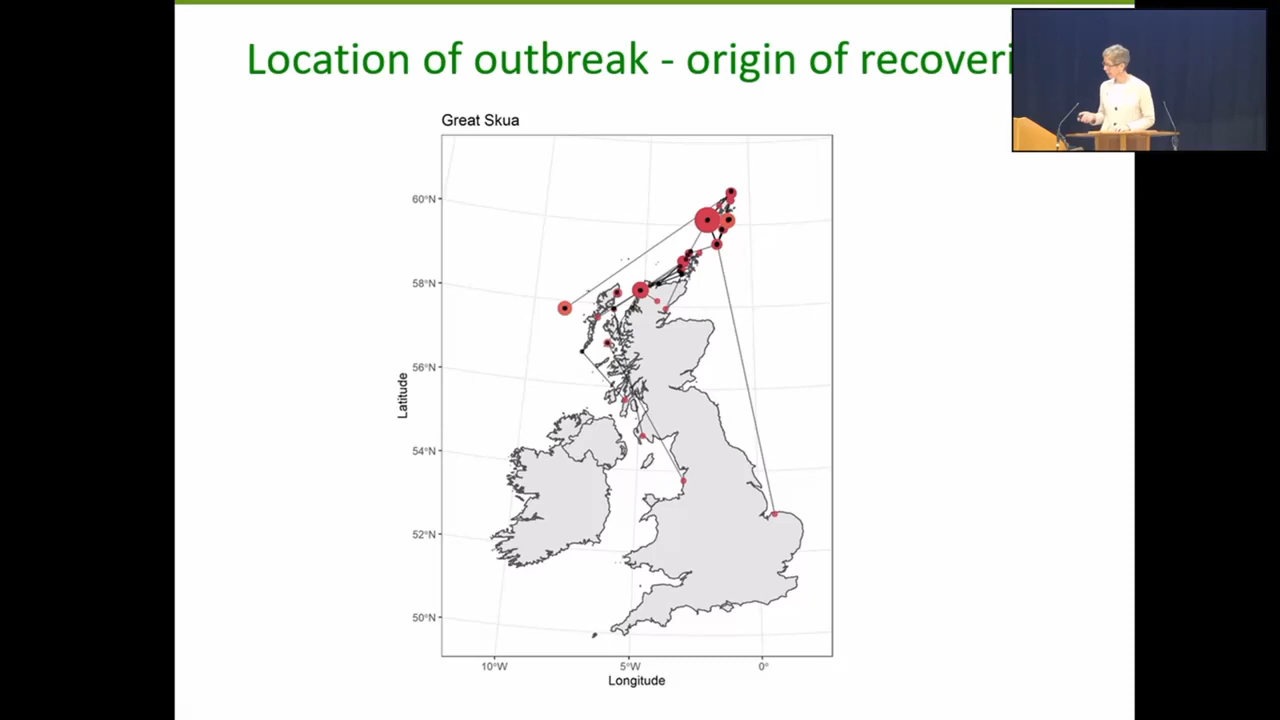 Location of outbreak - origin of recoveri
Great Skua
60°N
58°N
56°N
54°N
52°N
50°N
Latitude
10°W
5°W
0°
Longitude